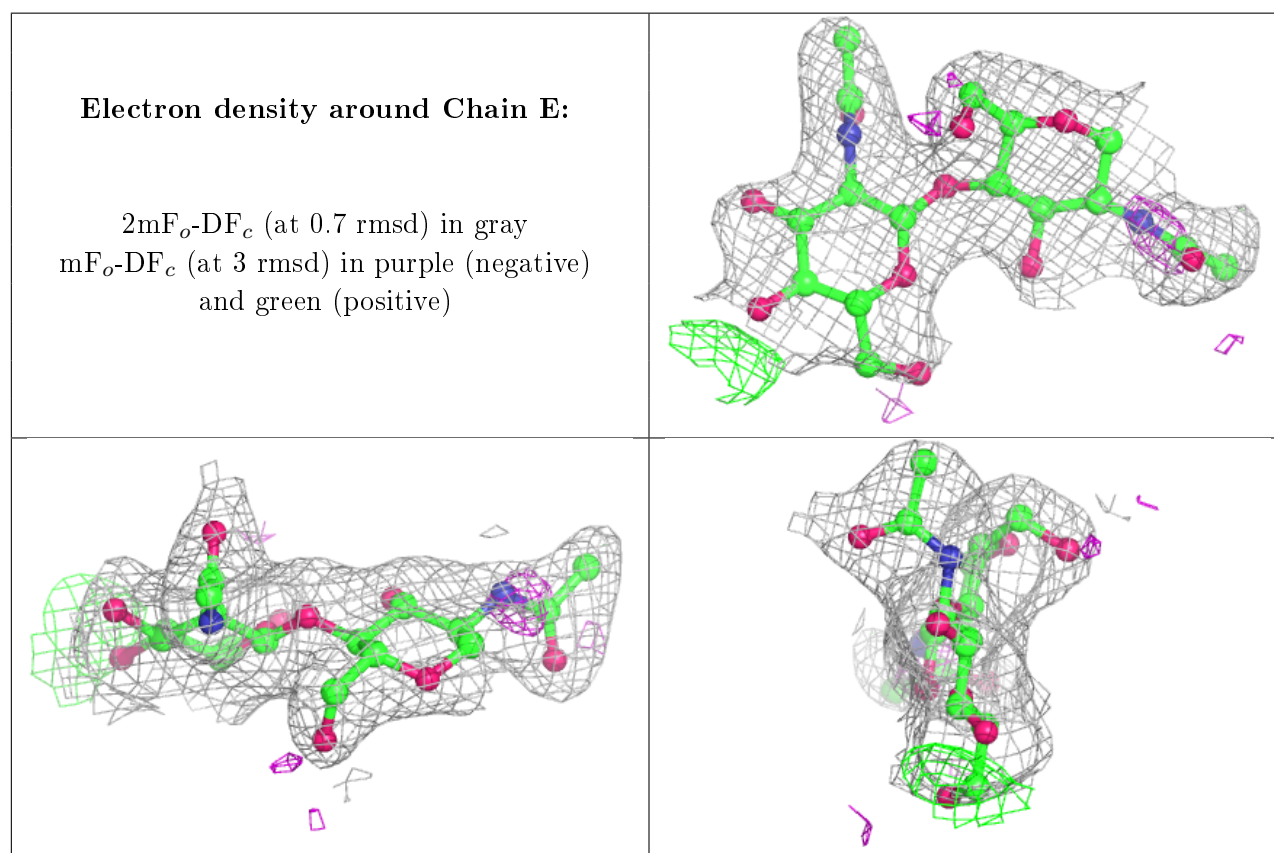 Electron density around Chain E:
2mFo-DFc (at 0.7 rmsd) in gray
mFo-DFc (at 3 rmsd) in purple (negative)
and green (positive)